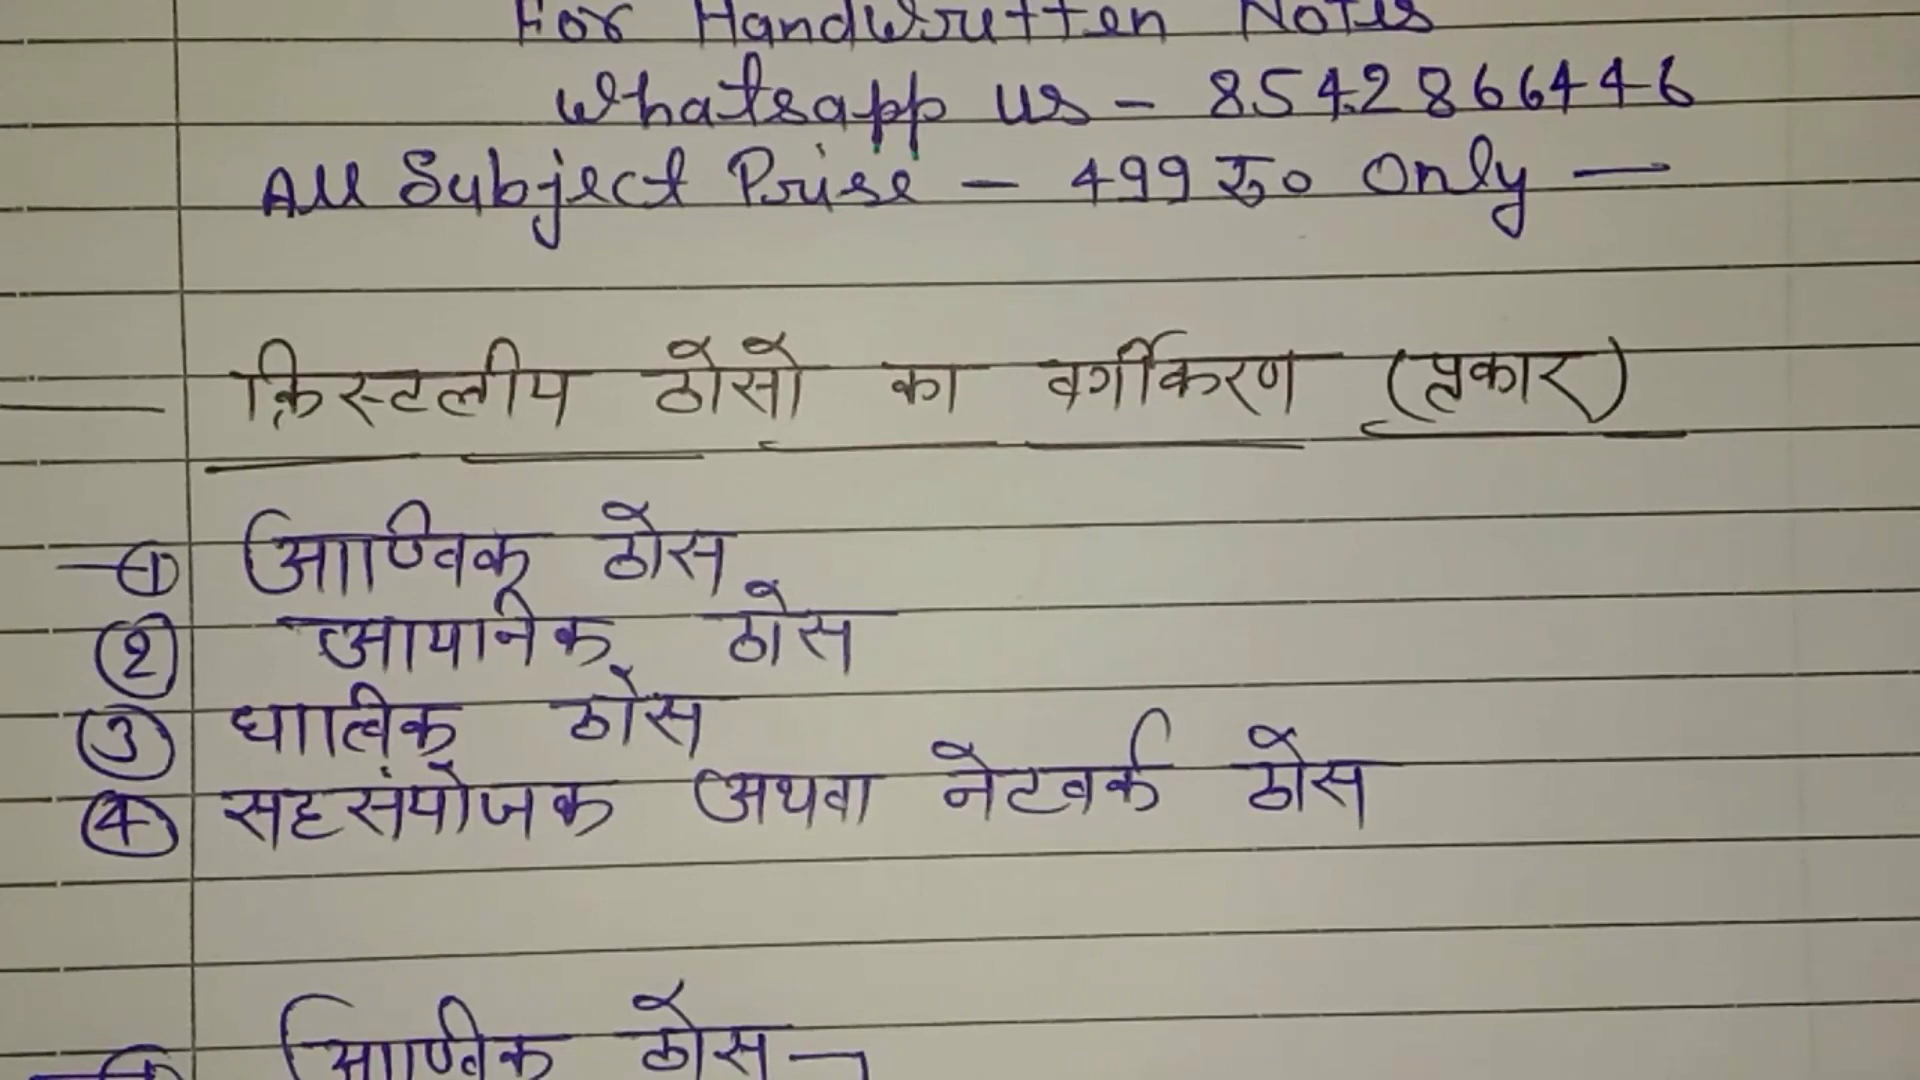 For Handwritten Notes
Whatsapp us - 8542866446
All Subject Prise - 499 रु० Only —
क्रिस्टलीय ठोसो का वर्गीकरण (प्रकार)
① आण्विक ठोस
② आयनिक ठोस
③ धात्विक ठोस
④ सहसंयोजक अथवा नेटवर्क ठोस
आण्विक ठोस